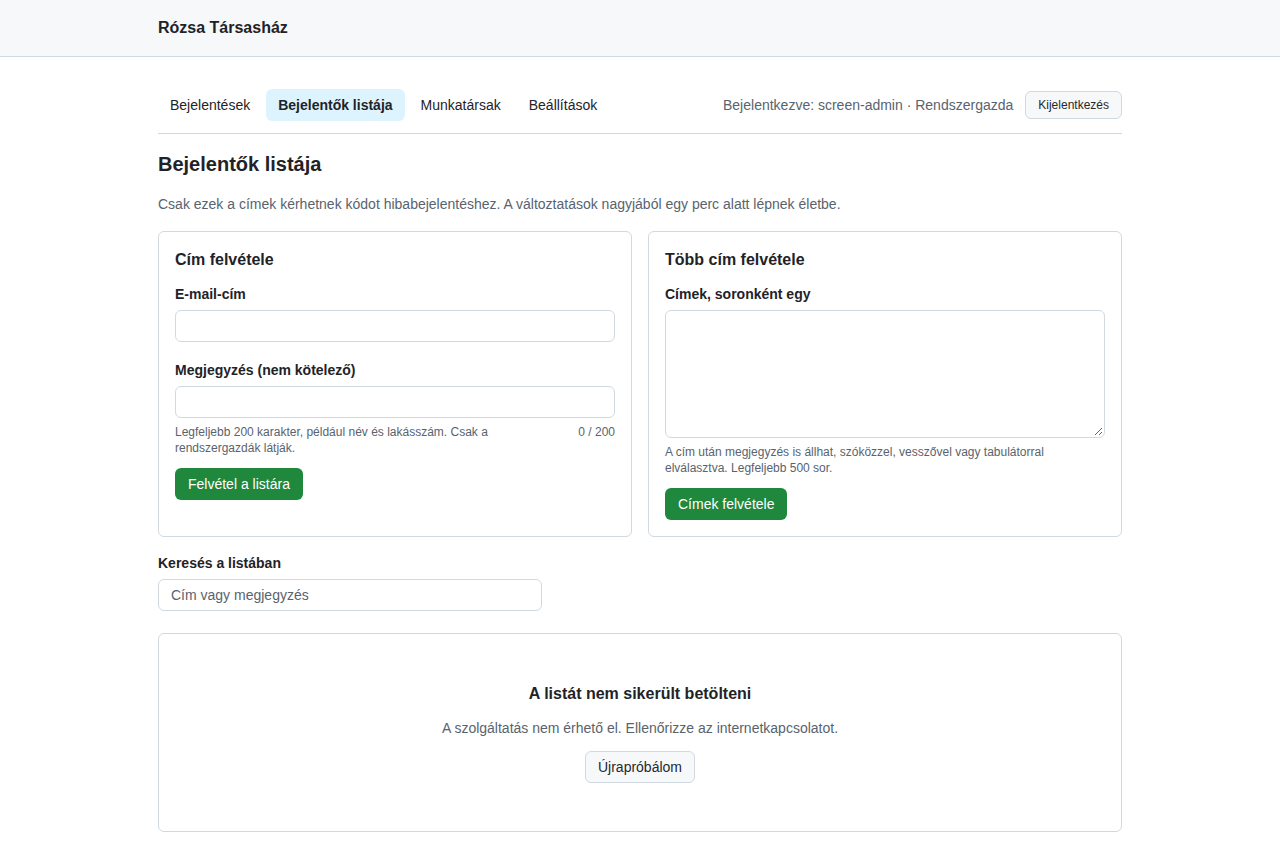 Rózsa Társasház
Bejelentések
Bejelentők listája
Munkatársak
Beállítások
Bejelentkezve: screen-admin · Rendszergazda
Kijelentkezés
Bejelentők listája
Csak ezek a címek kérhetnek kódot hibabejelentéshez. A változtatások nagyjából egy perc alatt lépnek életbe.
Cím felvétele
E-mail-cím
Megjegyzés (nem kötelező)
Legfeljebb 200 karakter, például név és lakásszám. Csak a
rendszergazdák látják.
0 / 200
Felvétel a listára
Több cím felvétele
Címek, soronként egy
A cím után megjegyzés is állhat, szóközzel, vesszővel vagy tabulátorral
elválasztva. Legfeljebb 500 sor.
Címek felvétele
Keresés a listában
Cím vagy megjegyzés
A listát nem sikerült betölteni
A szolgáltatás nem érhető el. Ellenőrizze az internetkapcsolatot.
Újrapróbálom